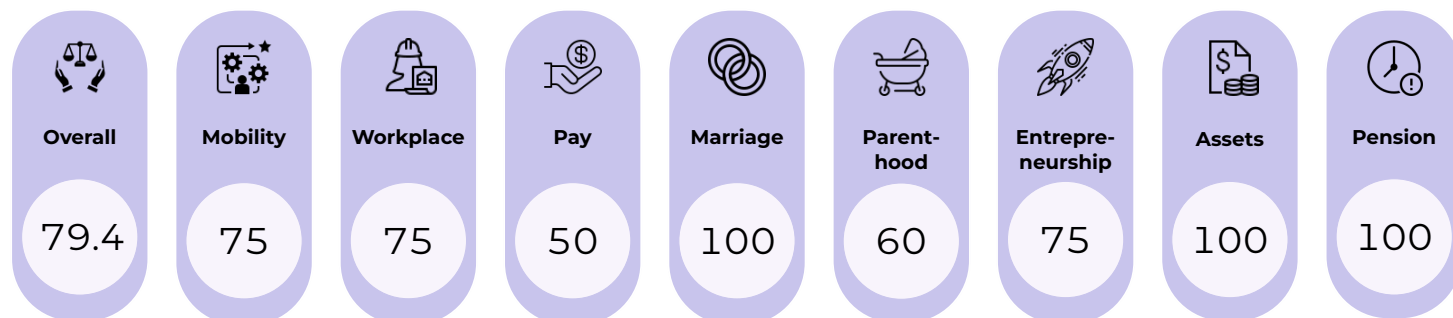 Overall
79.4
Mobility
75
Workplace
75
$
Pay
50
Marriage
100
Parent-
hood
60
Entrepre-
neurship
75
$
Assets
100
!
Pension
100